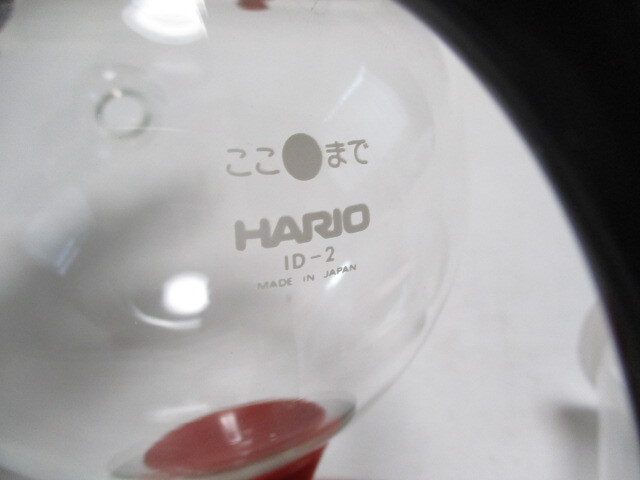 ここ●まで
HARIO
ID-2
MADE IN JAPAN